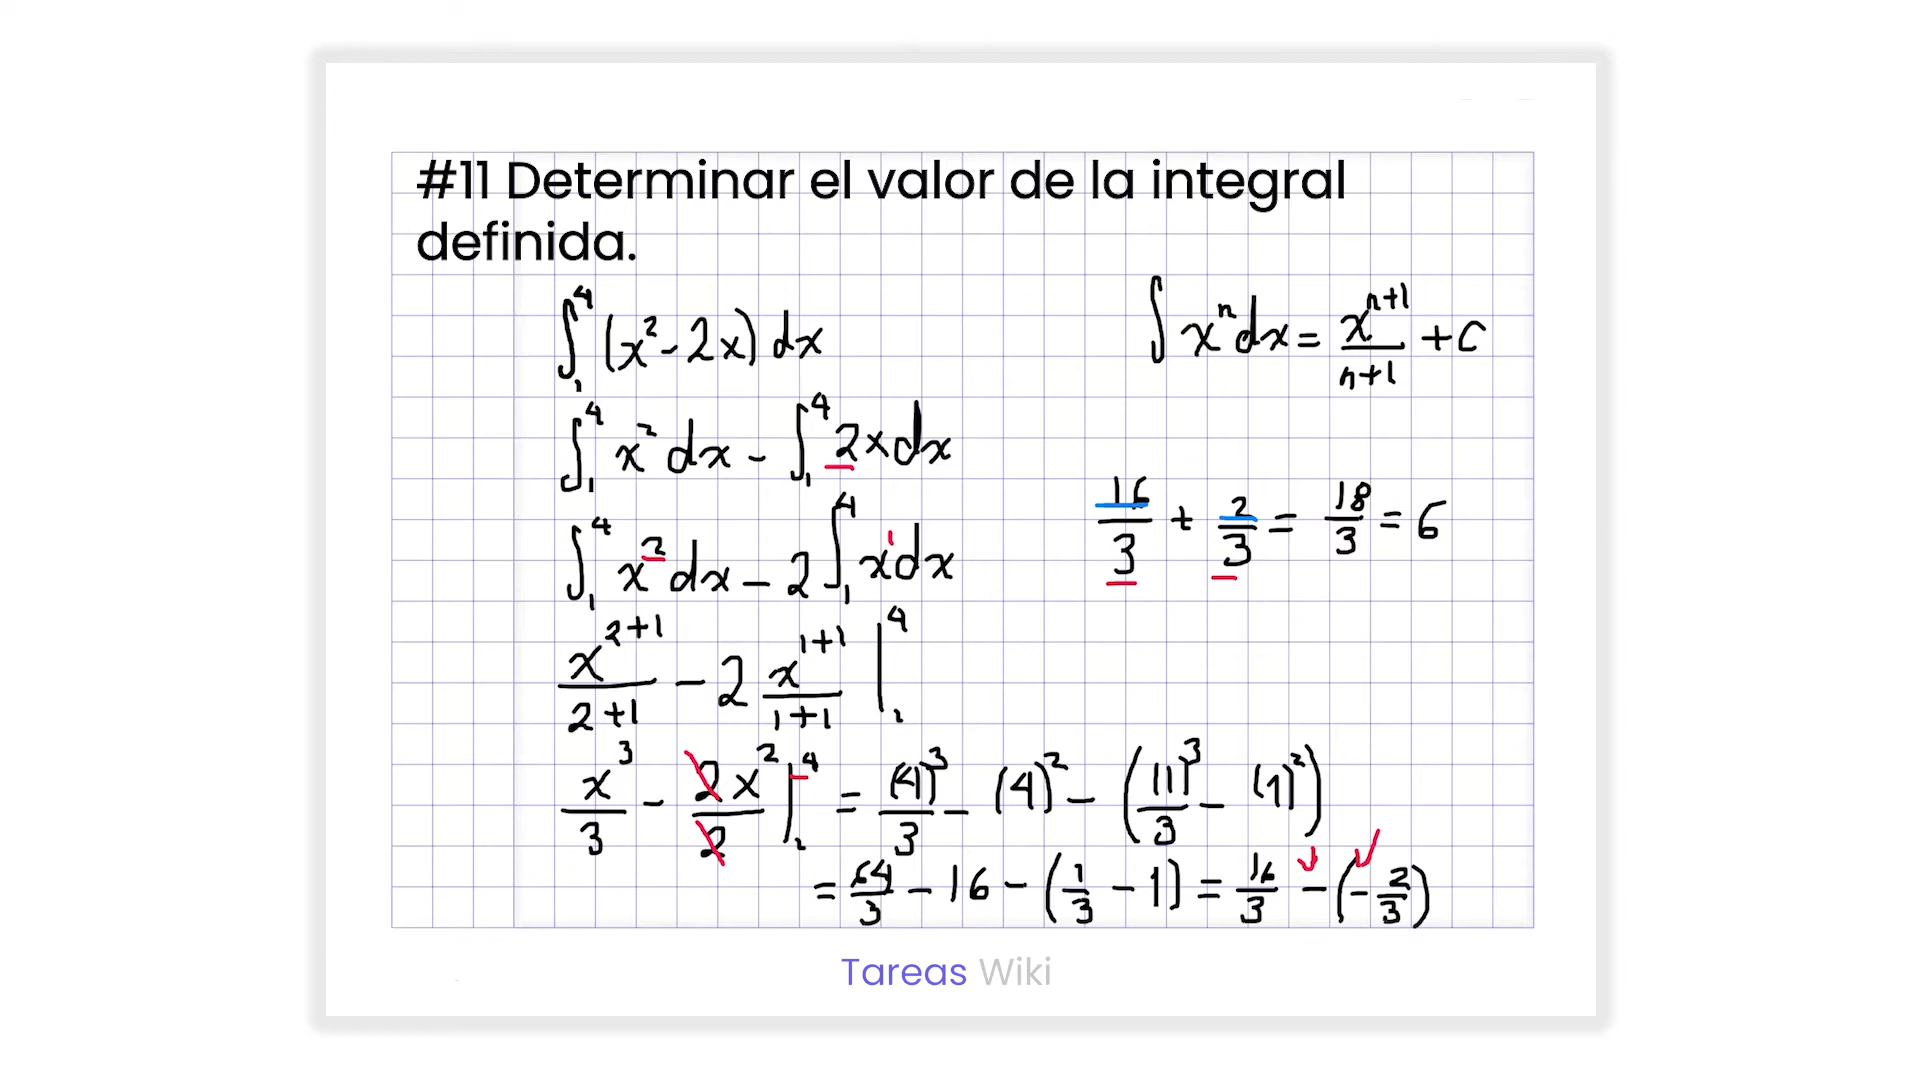 #11 Determinar el valor de la integral
definida.
∫₁⁴ (x² - 2x) dx
∫ xⁿ dx = xⁿ⁺¹/n+1 + C
∫₁⁴ x² dx - ∫₁⁴ 2x dx
16/3 + 2/3 = 18/3 = 6
∫₁⁴ x² dx - 2 ∫₁⁴ x¹ dx
x²⁺¹/2+1 - 2 x¹⁺¹/1+1 |₁⁴
x³/3 - 2x²/2 |₁⁴ = (4)³/3 - (4)² - ((1)³/3 - (1)²)
= 64/3 - 16 - (1/3 - 1) = 16/3 - (-2/3)
Tareas Wiki